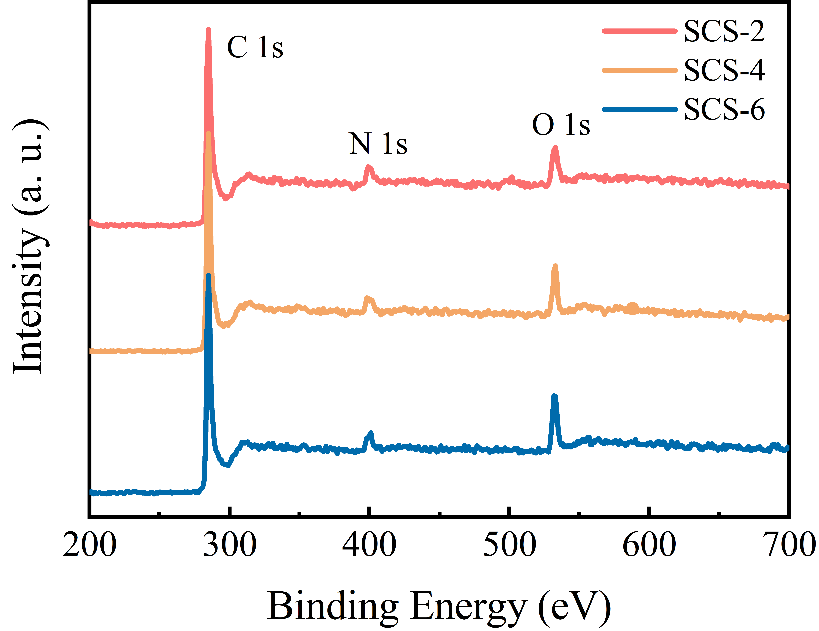 C 1s
N 1s
O 1s
SCS-2
SCS-4
SCS-6
Intensity (a. u.)
200 300 400 500 600 700
Binding Energy (eV)